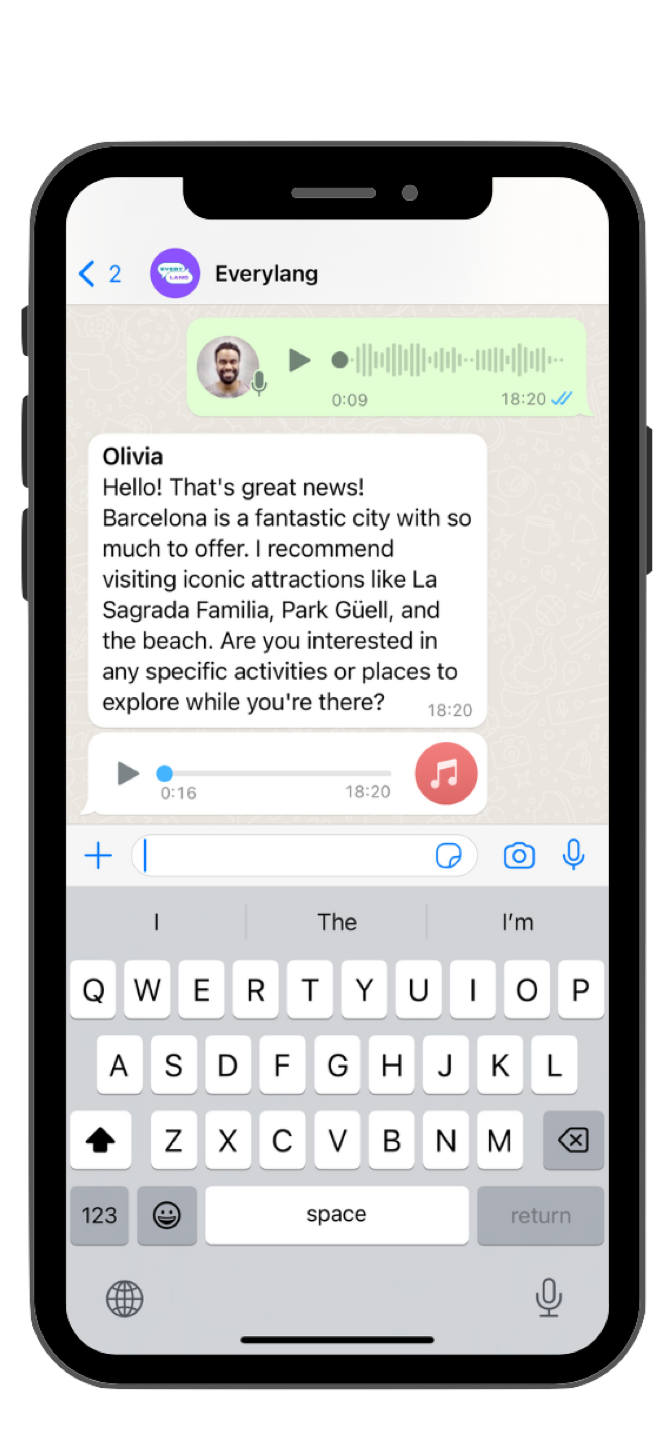 2
EVERY
LANG
Everylang
0:09
18:20
Olivia
Hello! That's great news!
Barcelona is a fantastic city with so
much to offer. I recommend
visiting iconic attractions like La
Sagrada Familia, Park Güell, and
the beach. Are you interested in
any specific activities or places to
explore while you're there?
18:20
0:16
18:20
I The I'm
Q W E R T Y U I O P
A S D F G H J K L
Z X C V B N M
123 space return